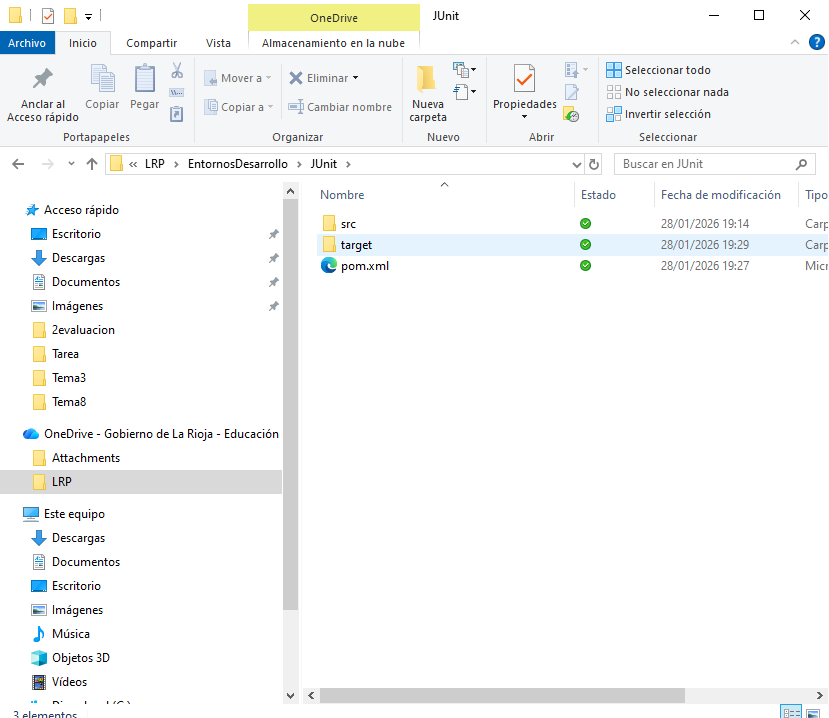 OneDrive
JUnit
Archivo
Inicio
Compartir
Vista
Almacenamiento en la nube
Anclar al
Acceso rápido
Copiar
Pegar
Mover a
Copiar a
Eliminar
Cambiar nombre
Nueva
carpeta
Propiedades
Seleccionar todo
No seleccionar nada
Invertir selección
Portapapeles
Organizar
Nuevo
Abrir
Seleccionar
« LRP > EntornosDesarrollo > JUnit >
Buscar en JUnit
Acceso rápido
Escritorio
Descargas
Documentos
Imágenes
2evaluacion
Tarea
Tema3
Tema8
OneDrive - Gobierno de La Rioja - Educación
Attachments
LRP
Este equipo
Descargas
Documentos
Escritorio
Imágenes
Música
Objetos 3D
Vídeos
Nombre Estado Fecha de modificación Tipo
src 28/01/2026 19:14 Carp
target 28/01/2026 19:29 Carp
pom.xml 28/01/2026 19:27 Micr
3 elementos